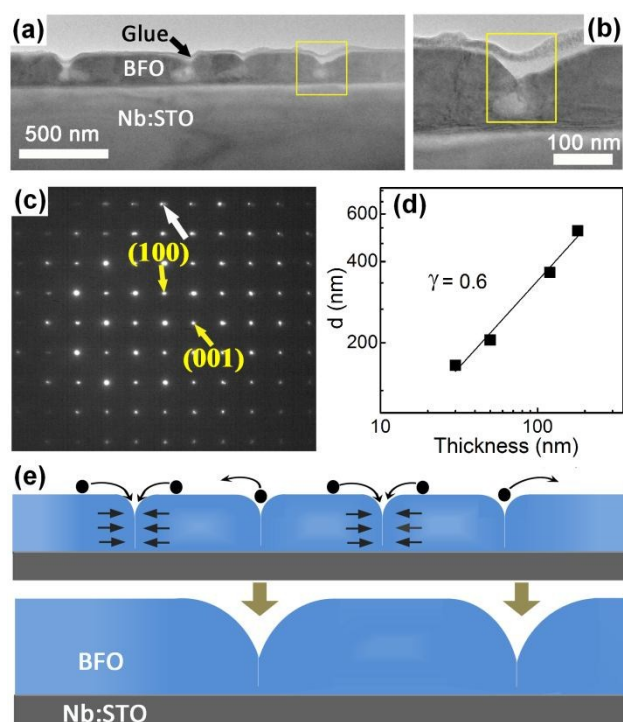 (a)
Glue
BFO
Nb:STO
500 nm
(b)
100 nm
(c)
(100)
(001)
(d)
600
400
200
d (nm)
γ = 0.6
10
100
Thickness (nm)
(e)
BFO
Nb:STO